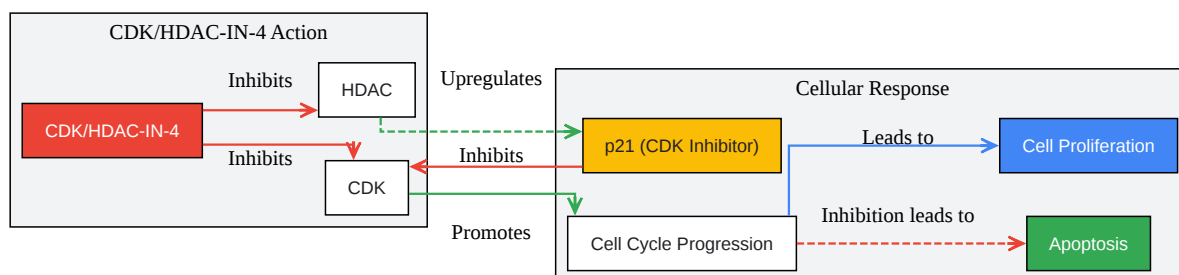 CDK/HDAC-IN-4 Action
Inhibits
HDAC
Upregulates
Cellular Response
CDK/HDAC-IN-4
p21 (CDK Inhibitor)
Leads to
Cell Proliferation
Inhibits
Inhibits
CDK
Promotes
Cell Cycle Progression
Inhibition leads to
Apoptosis